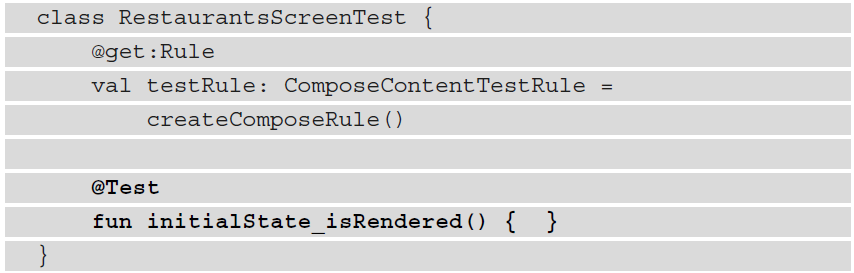 class RestaurantsScreenTest {
    @get:Rule
    val testRule: ComposeContentTestRule =
        createComposeRule()

    @Test
    fun initialState_isRendered() {  }
}